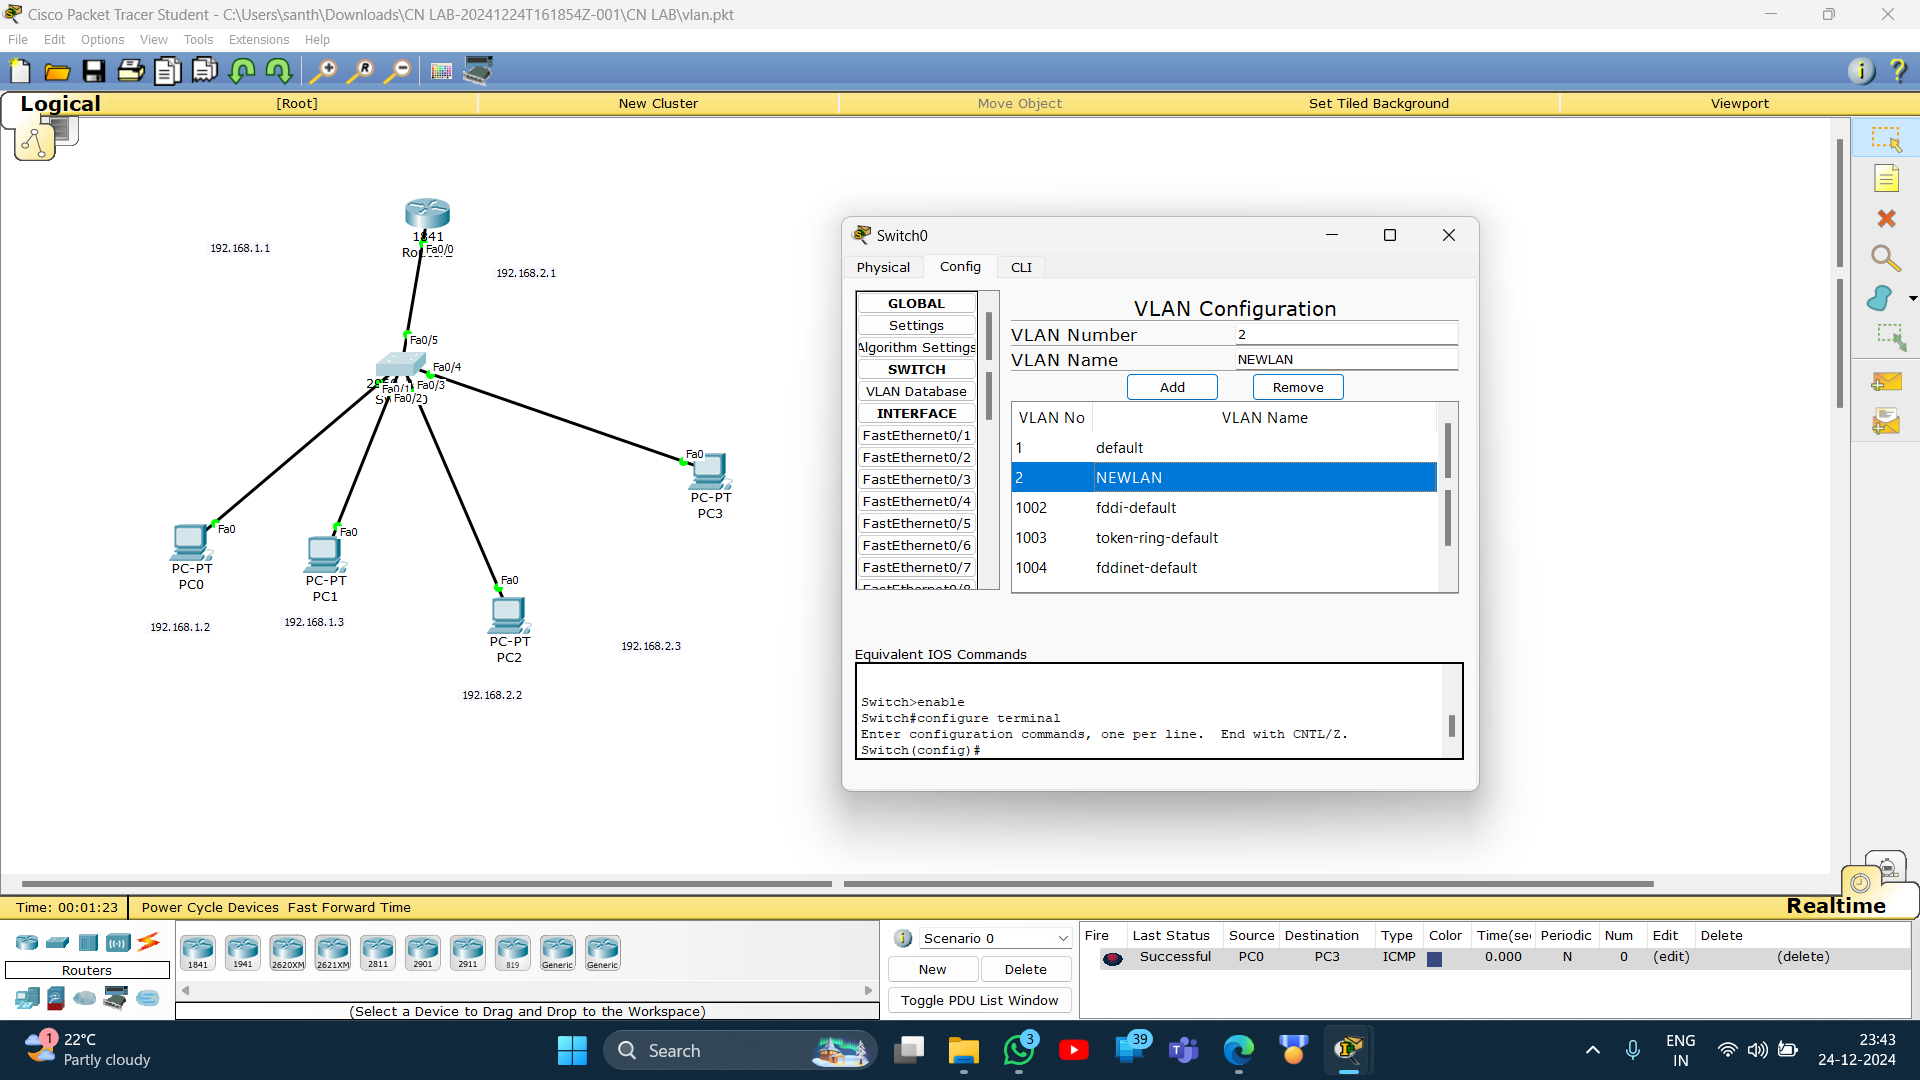 Cisco Packet Tracer Student - C:\Users\santh\Downloads\CN LAB-20241224T161854Z-001\CN LAB\vlan.pkt
File Edit Options View Tools Extensions Help
Logical [Root] New Cluster Move Object Set Tiled Background Viewport
1841
Fa0/0
192.168.1.1
192.168.2.1
Fa0/5
Fa0/4
Fa0/3
Fa0/1
Fa0/2
Fa0
PC-PT
PC3
Fa0
PC-PT
PC0
Fa0
PC-PT
PC1
Fa0
PC-PT
PC2
192.168.1.2
192.168.1.3
192.168.2.3
192.168.2.2
Switch0
Physical Config CLI
GLOBAL
Settings
Algorithm Settings
SWITCH
VLAN Database
INTERFACE
FastEthernet0/1
FastEthernet0/2
FastEthernet0/3
FastEthernet0/4
FastEthernet0/5
FastEthernet0/6
FastEthernet0/7
FastEthernet0/8
VLAN Configuration
VLAN Number 2
VLAN Name NEWLAN
Add Remove
VLAN No VLAN Name
1 default
2 NEWLAN
1002 fddi-default
1003 token-ring-default
1004 fddinet-default
Equivalent IOS Commands
Switch>enable
Switch#configure terminal
Enter configuration commands, one per line. End with CNTL/Z.
Switch(config)#
Time: 00:01:23 Power Cycle Devices Fast Forward Time
Realtime
Routers
1841 1941 2620XM 2621XM 2811 2901 2911 819 Generic Generic
(Select a Device to Drag and Drop to the Workspace)
Scenario 0
New Delete
Toggle PDU List Window
Fire Last Status Source Destination Type Color Time(sec Periodic Num Edit Delete
Successful PC0 PC3 ICMP 0.000 N 0 (edit) (delete)
1
22°C
Partly cloudy
Search
3
39
ENG
IN
23:43
24-12-2024